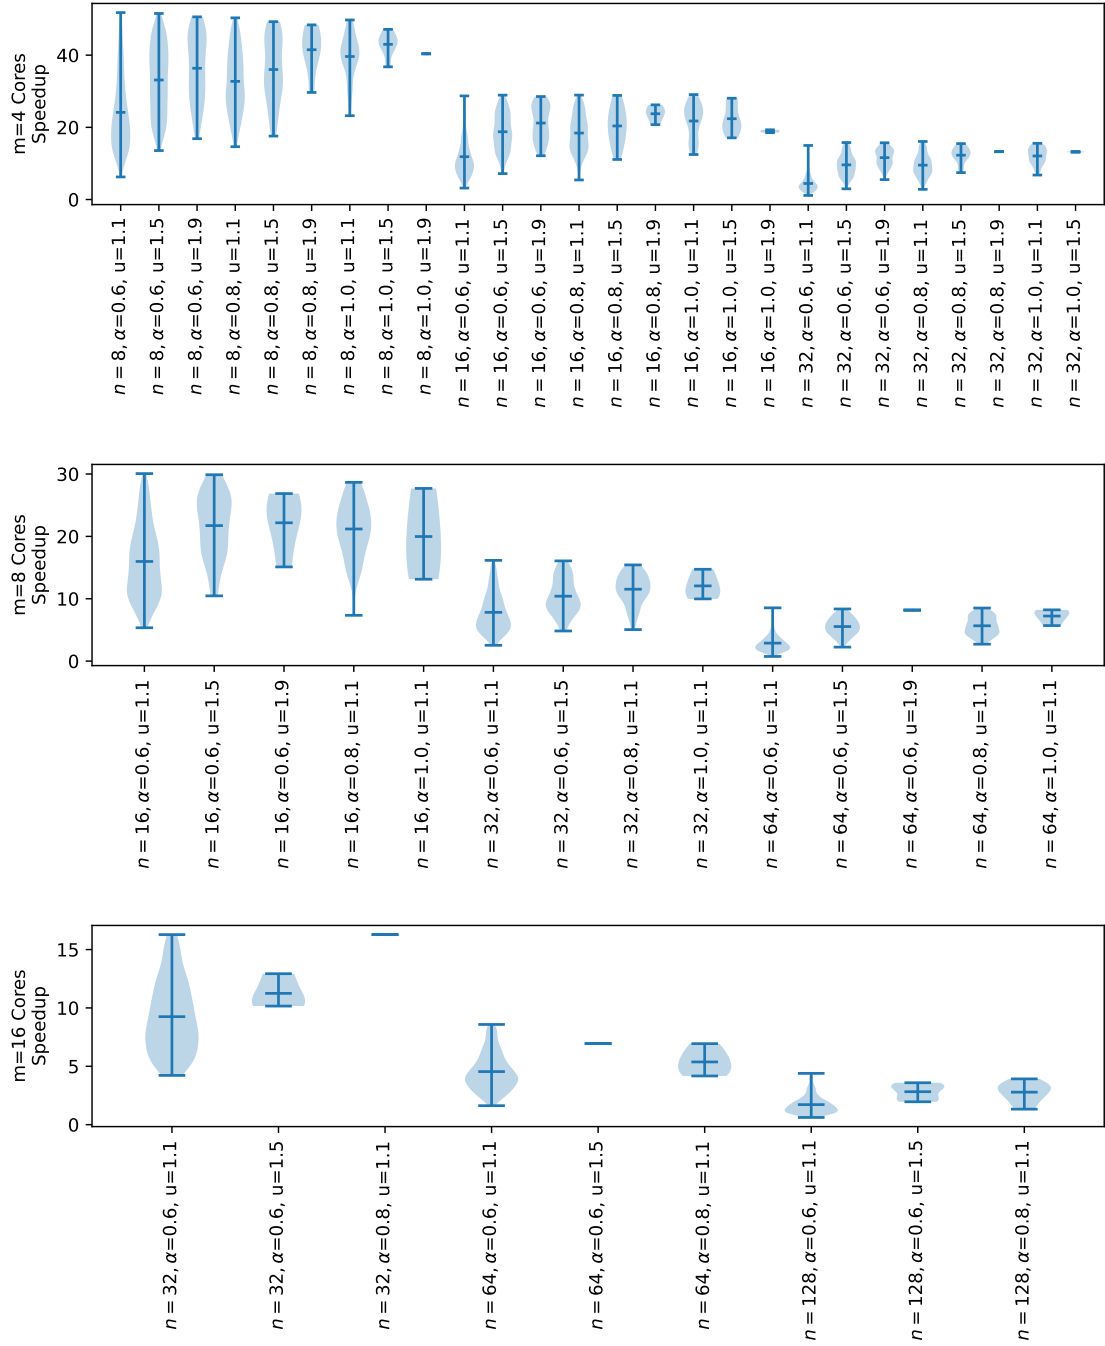 m=4 Cores
Speedup
40
20
0
n = 8, α=0.6, u=1.1
n = 8, α=0.6, u=1.5
n = 8, α=0.6, u=1.9
n = 8, α=0.8, u=1.1
n = 8, α=0.8, u=1.5
n = 8, α=0.8, u=1.9
n = 8, α=1.0, u=1.1
n = 8, α=1.0, u=1.5
n = 8, α=1.0, u=1.9
n = 16, α=0.6, u=1.1
n = 16, α=0.6, u=1.5
n = 16, α=0.6, u=1.9
n = 16, α=0.8, u=1.1
n = 16, α=0.8, u=1.5
n = 16, α=0.8, u=1.9
n = 16, α=1.0, u=1.1
n = 16, α=1.0, u=1.5
n = 16, α=1.0, u=1.9
n = 32, α=0.6, u=1.1
n = 32, α=0.6, u=1.5
n = 32, α=0.6, u=1.9
n = 32, α=0.8, u=1.1
n = 32, α=0.8, u=1.5
n = 32, α=0.8, u=1.9
n = 32, α=1.0, u=1.1
n = 32, α=1.0, u=1.5
m=8 Cores
Speedup
30
20
10
0
n = 16, α=0.6, u=1.1
n = 16, α=0.6, u=1.5
n = 16, α=0.6, u=1.9
n = 16, α=0.8, u=1.1
n = 16, α=1.0, u=1.1
n = 32, α=0.6, u=1.1
n = 32, α=0.6, u=1.5
n = 32, α=0.8, u=1.1
n = 32, α=1.0, u=1.1
n = 64, α=0.6, u=1.1
n = 64, α=0.6, u=1.5
n = 64, α=0.6, u=1.9
n = 64, α=0.8, u=1.1
n = 64, α=1.0, u=1.1
m=16 Cores
Speedup
15
10
5
0
n = 32, α=0.6, u=1.1
n = 32, α=0.6, u=1.5
n = 32, α=0.8, u=1.1
n = 64, α=0.6, u=1.1
n = 64, α=0.6, u=1.5
n = 64, α=0.8, u=1.1
n = 128, α=0.6, u=1.1
n = 128, α=0.6, u=1.5
n = 128, α=0.8, u=1.1